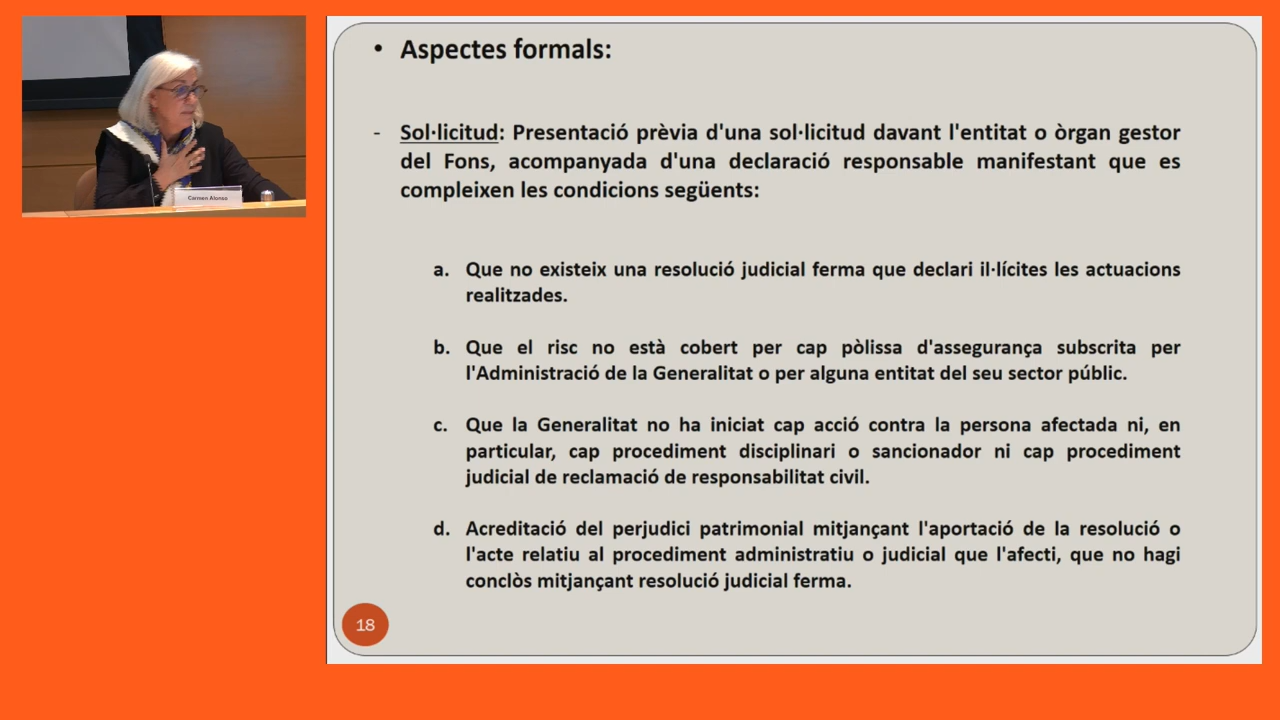 Carmen Alonso
• Aspectes formals:
- Sol·licitud: Presentació prèvia d'una sol·licitud davant l'entitat o òrgan gestor
del Fons, acompanyada d'una declaració responsable manifestant que es
compleixen les condicions següents:
a. Que no existeix una resolució judicial ferma que declari il·lícites les actuacions
realitzades.
b. Que el risc no està cobert per cap pòlissa d'assegurança subscrita per
l'Administració de la Generalitat o per alguna entitat del seu sector públic.
c. Que la Generalitat no ha iniciat cap acció contra la persona afectada ni, en
particular, cap procediment disciplinari o sancionador ni cap procediment
judicial de reclamació de responsabilitat civil.
d. Acreditació del perjudici patrimonial mitjançant l'aportació de la resolució o
l'acte relatiu al procediment administratiu o judicial que l'afecti, que no hagi
conclòs mitjançant resolució judicial ferma.
18